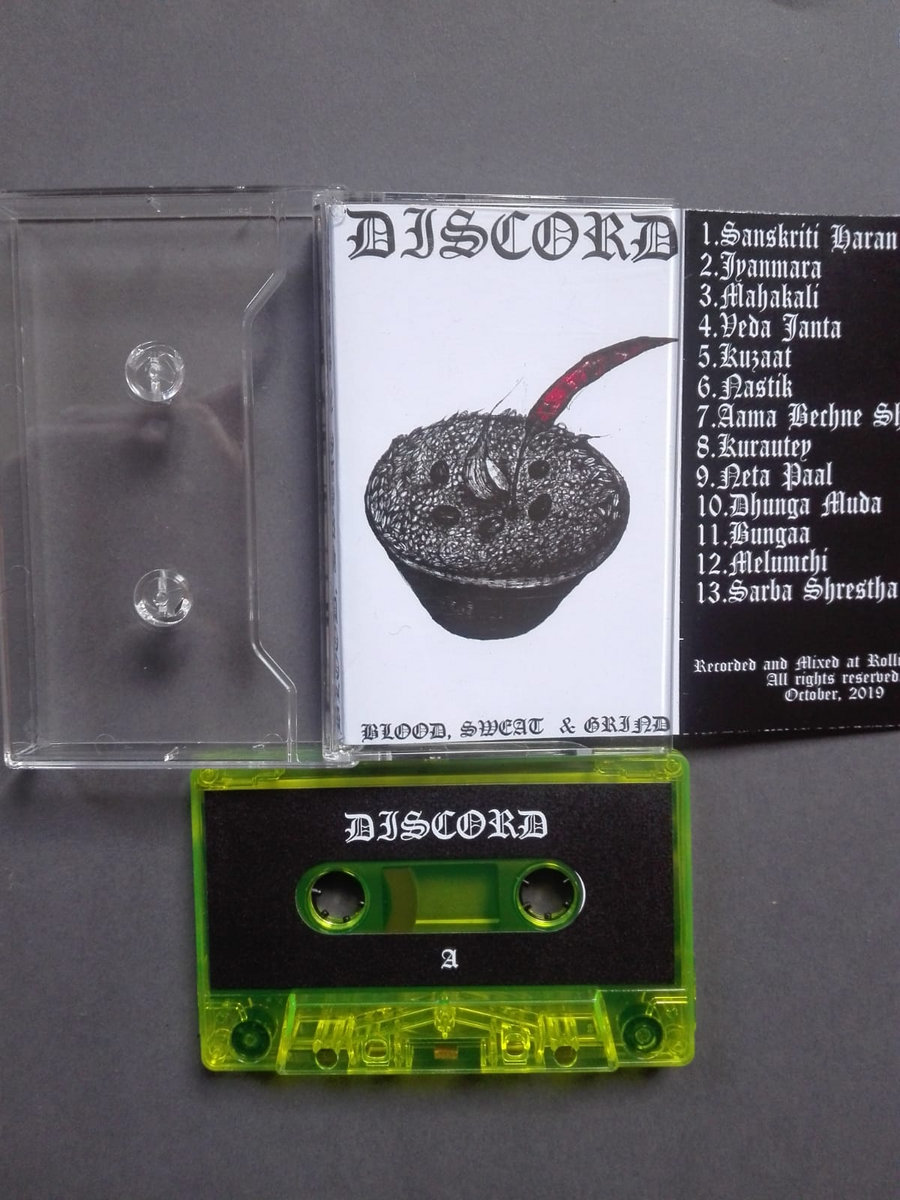 DISCORD
BLOOD, SWEAT & GRIND
1.Sanskriti Haran
2.Jyanmara
3.Mahakali
4.Veda Janta
5.Kuzaat
6.Nastik
7.Aama Bechne
8.Kurautey
9.Neta Paal
10.Dhunga Muda
11.Bungaa
12.Melumchi
13.Sarba Shrestha
Recorded and Mixed at
All rights reserved.
October, 2019
DISCORD
A